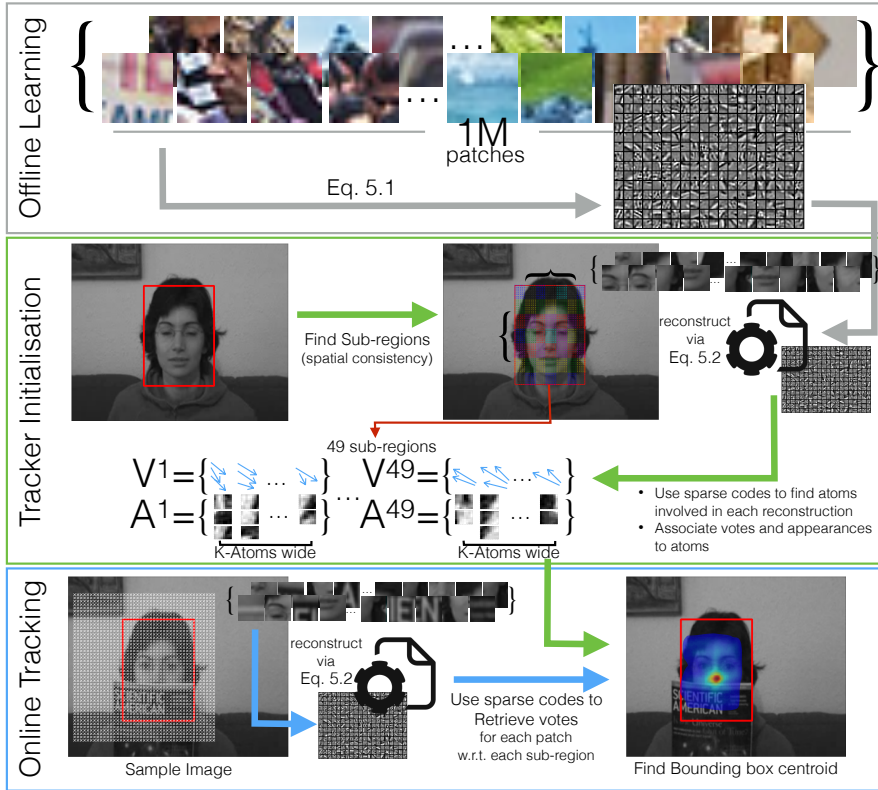 Offline Learning
1M
patches
Eq. 5.1
Tracker Initialisation
Find Sub-regions
(spatial consistency)
reconstruct
via
Eq. 5.2
49 sub-regions
V1={ ... } ... V49={ ... }
A1={ ... } A49={ ... }
K-Atoms wide
K-Atoms wide
• Use sparse codes to find atoms
involved in each reconstruction
• Associate votes and appearances
to atoms
Online Tracking
reconstruct
via
Eq. 5.2
Use sparse codes to
Retrieve votes
for each patch
w.r.t. each sub-region
SCIENTIFIC
AMERICAN
Sample Image
Find Bounding box centroid